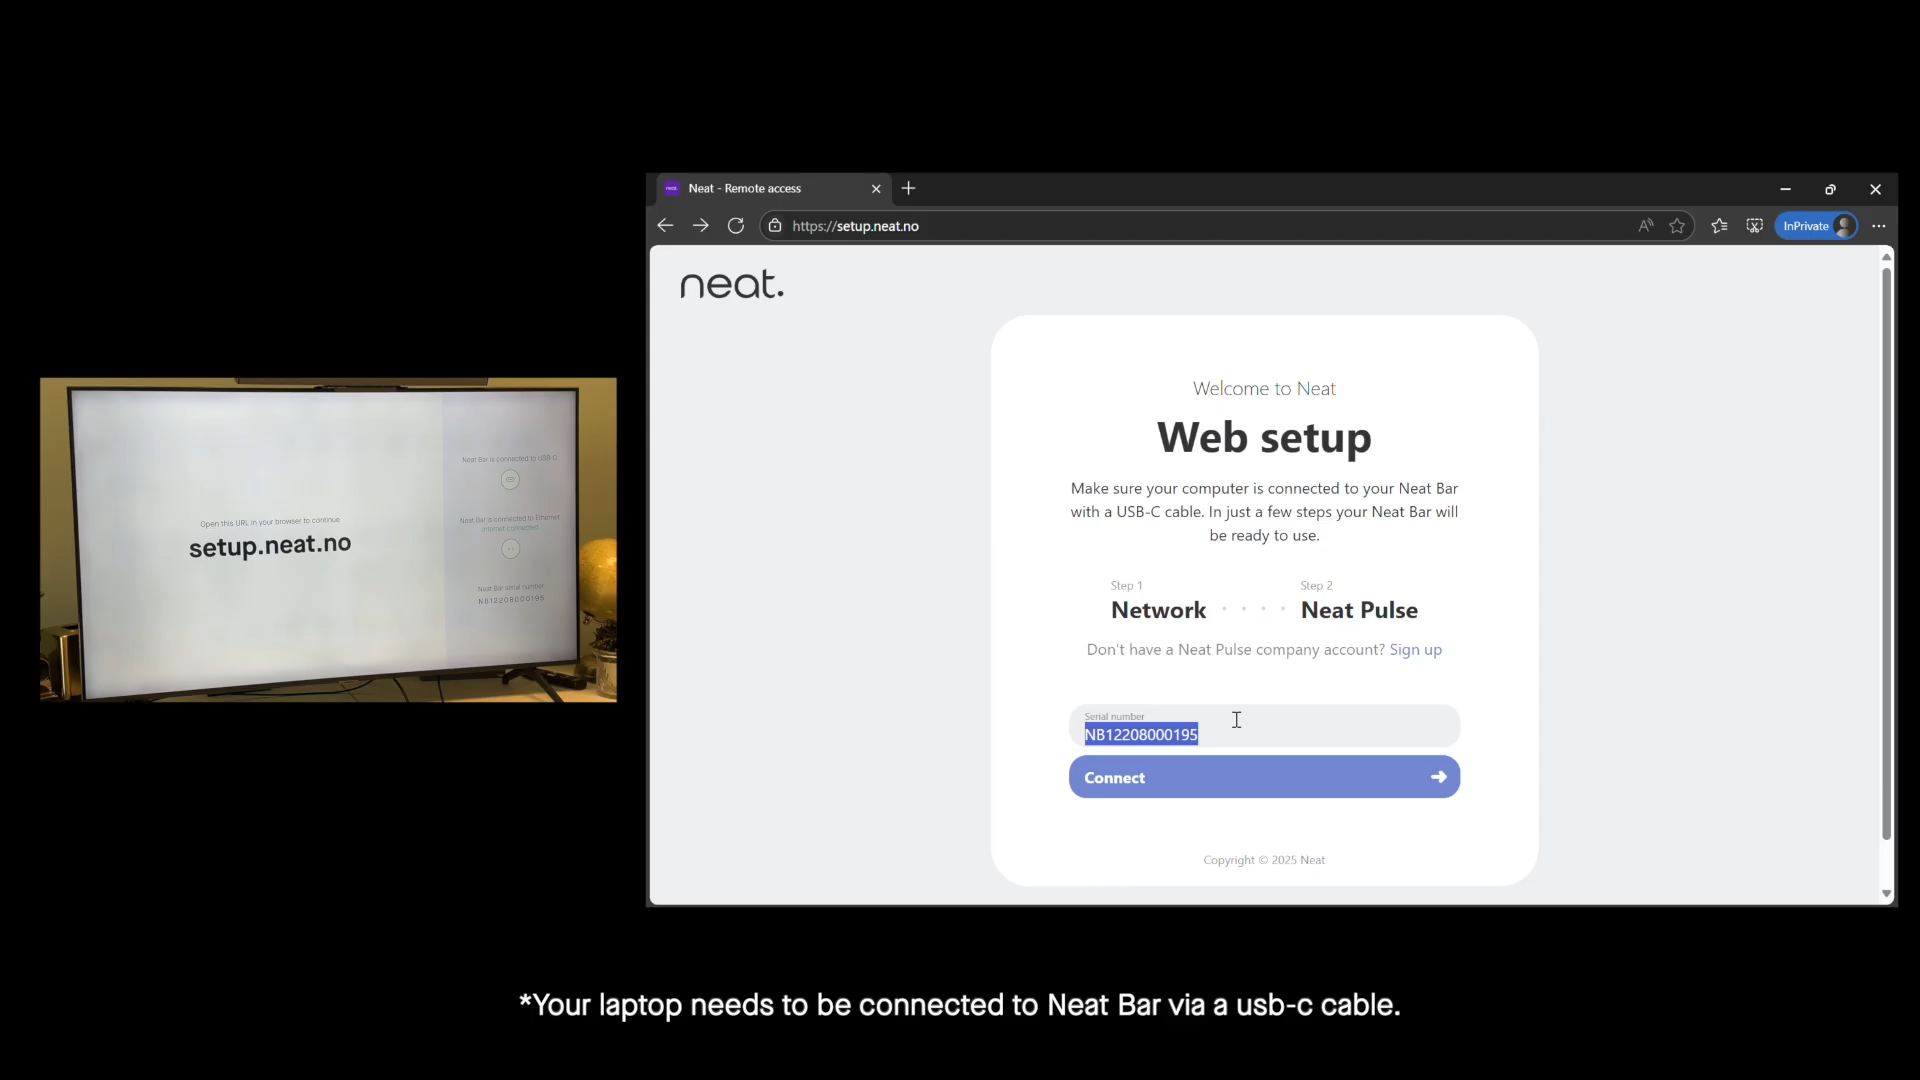 Neat Bar is connected to USB-C
Open this URL in your browser to continue
setup.neat.no
Neat Bar is connected to Ethernet
Internet connected
Neat Bar serial number
NB12208000195
neat
Neat - Remote access
https://setup.neat.no
InPrivate
neat.
Welcome to Neat
Web setup
Make sure your computer is connected to your Neat Bar
with a USB-C cable. In just a few steps your Neat Bar will
be ready to use.
Step 1
Step 2
Network
Neat Pulse
Don't have a Neat Pulse company account? Sign up
Serial number
NB12208000195
Connect
Copyright © 2025 Neat
*Your laptop needs to be connected to Neat Bar via a usb-c cable.